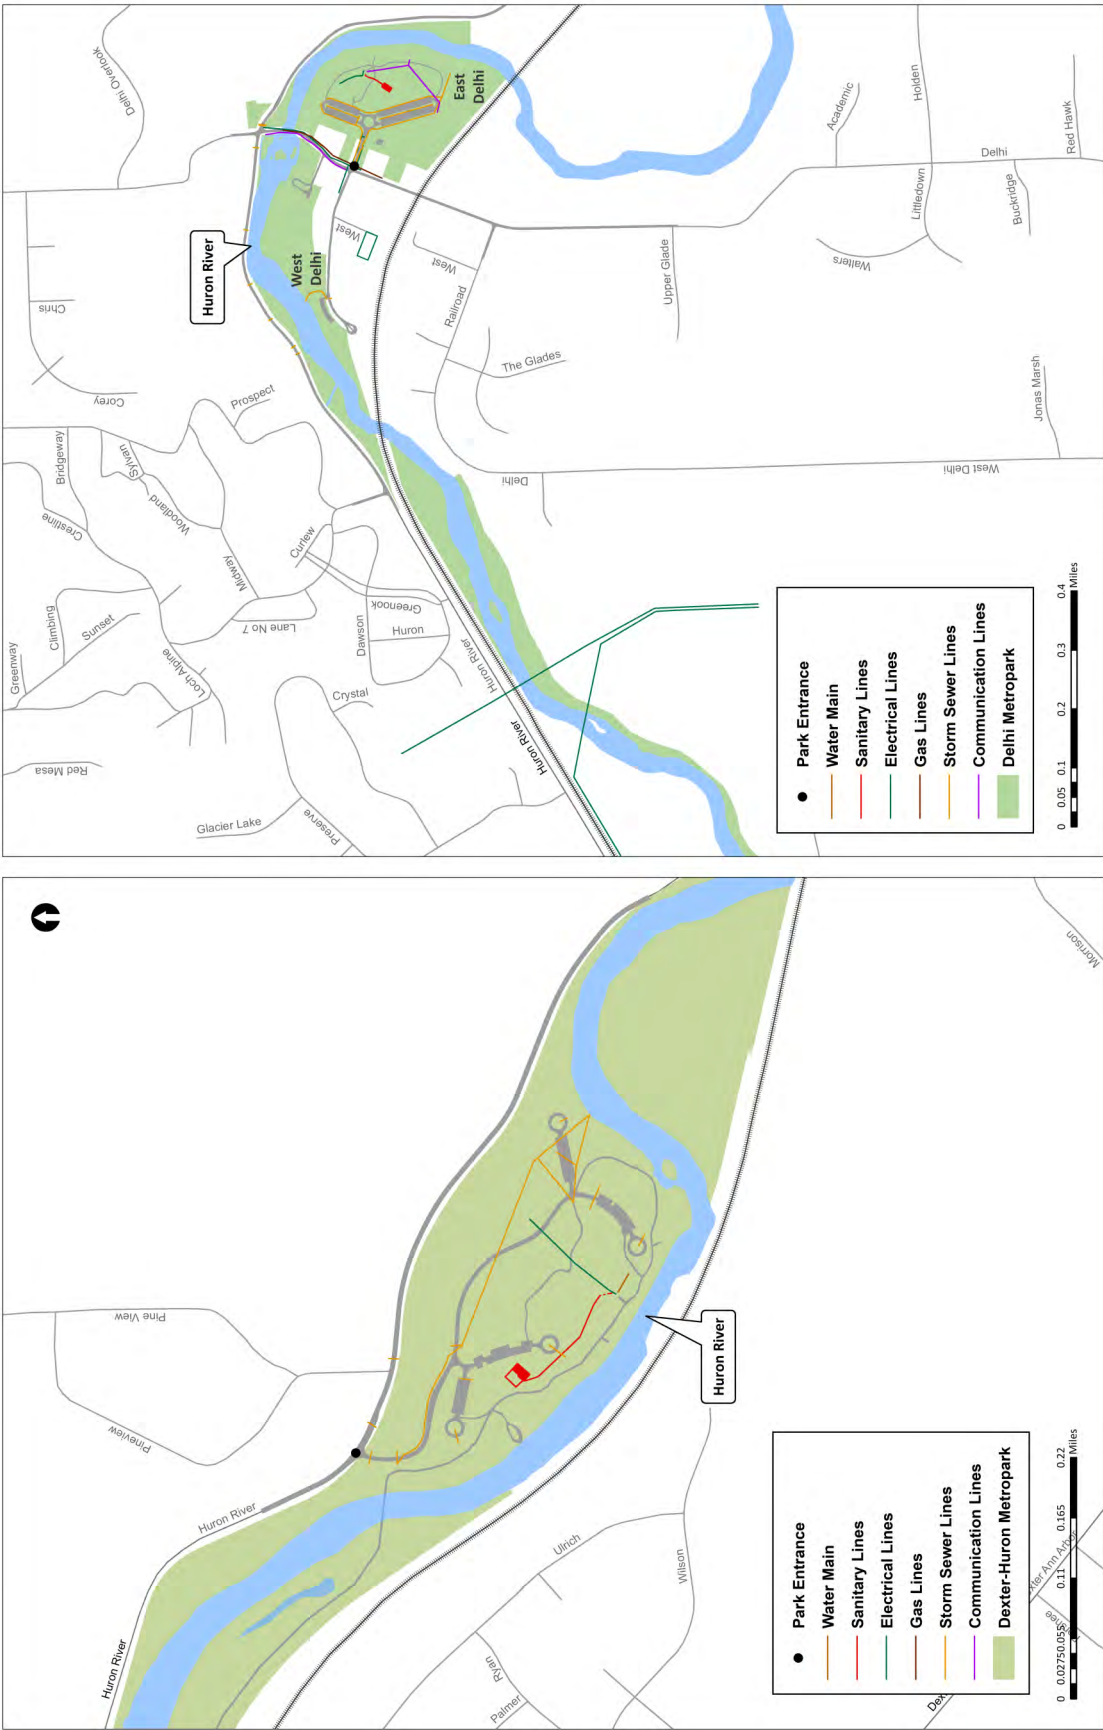 Huron River
Huron River
Pineview
Pine View
Ulrich
Wilson
Ryan
Palmer
Huron River
Morrison
Park Entrance
Water Main
Sanitary Lines
Electrical Lines
Gas Lines
Storm Sewer Lines
Communication Lines
Dexter-Huron Metropark
0 0.0275 0.055 0.11 0.165 0.22
Miles
Greenway
Climbing
Sunset
Crestline
Bridgeway
Sylvan
Woodland
Midway
Lane No 7
Loch Alpine
Red Mesa
Glacier Lake
Preserve
Crystal
Dawson
Huron
Greenook
Curlew
Prospect
Corey
Chris
Delhi Overlook
Huron River
Huron River
Huron River
West
Delhi
East
Delhi
West
West
Railroad
The Glades
Upper Glade
Delhi
West Delhi
Jonas Marsh
Walters
Littledown
Buckridge
Delhi
Red Hawk
Holden
Academic
Park Entrance
Water Main
Sanitary Lines
Electrical Lines
Gas Lines
Storm Sewer Lines
Communication Lines
Delhi Metropark
0 0.05 0.1 0.2 0.3 0.4
Miles